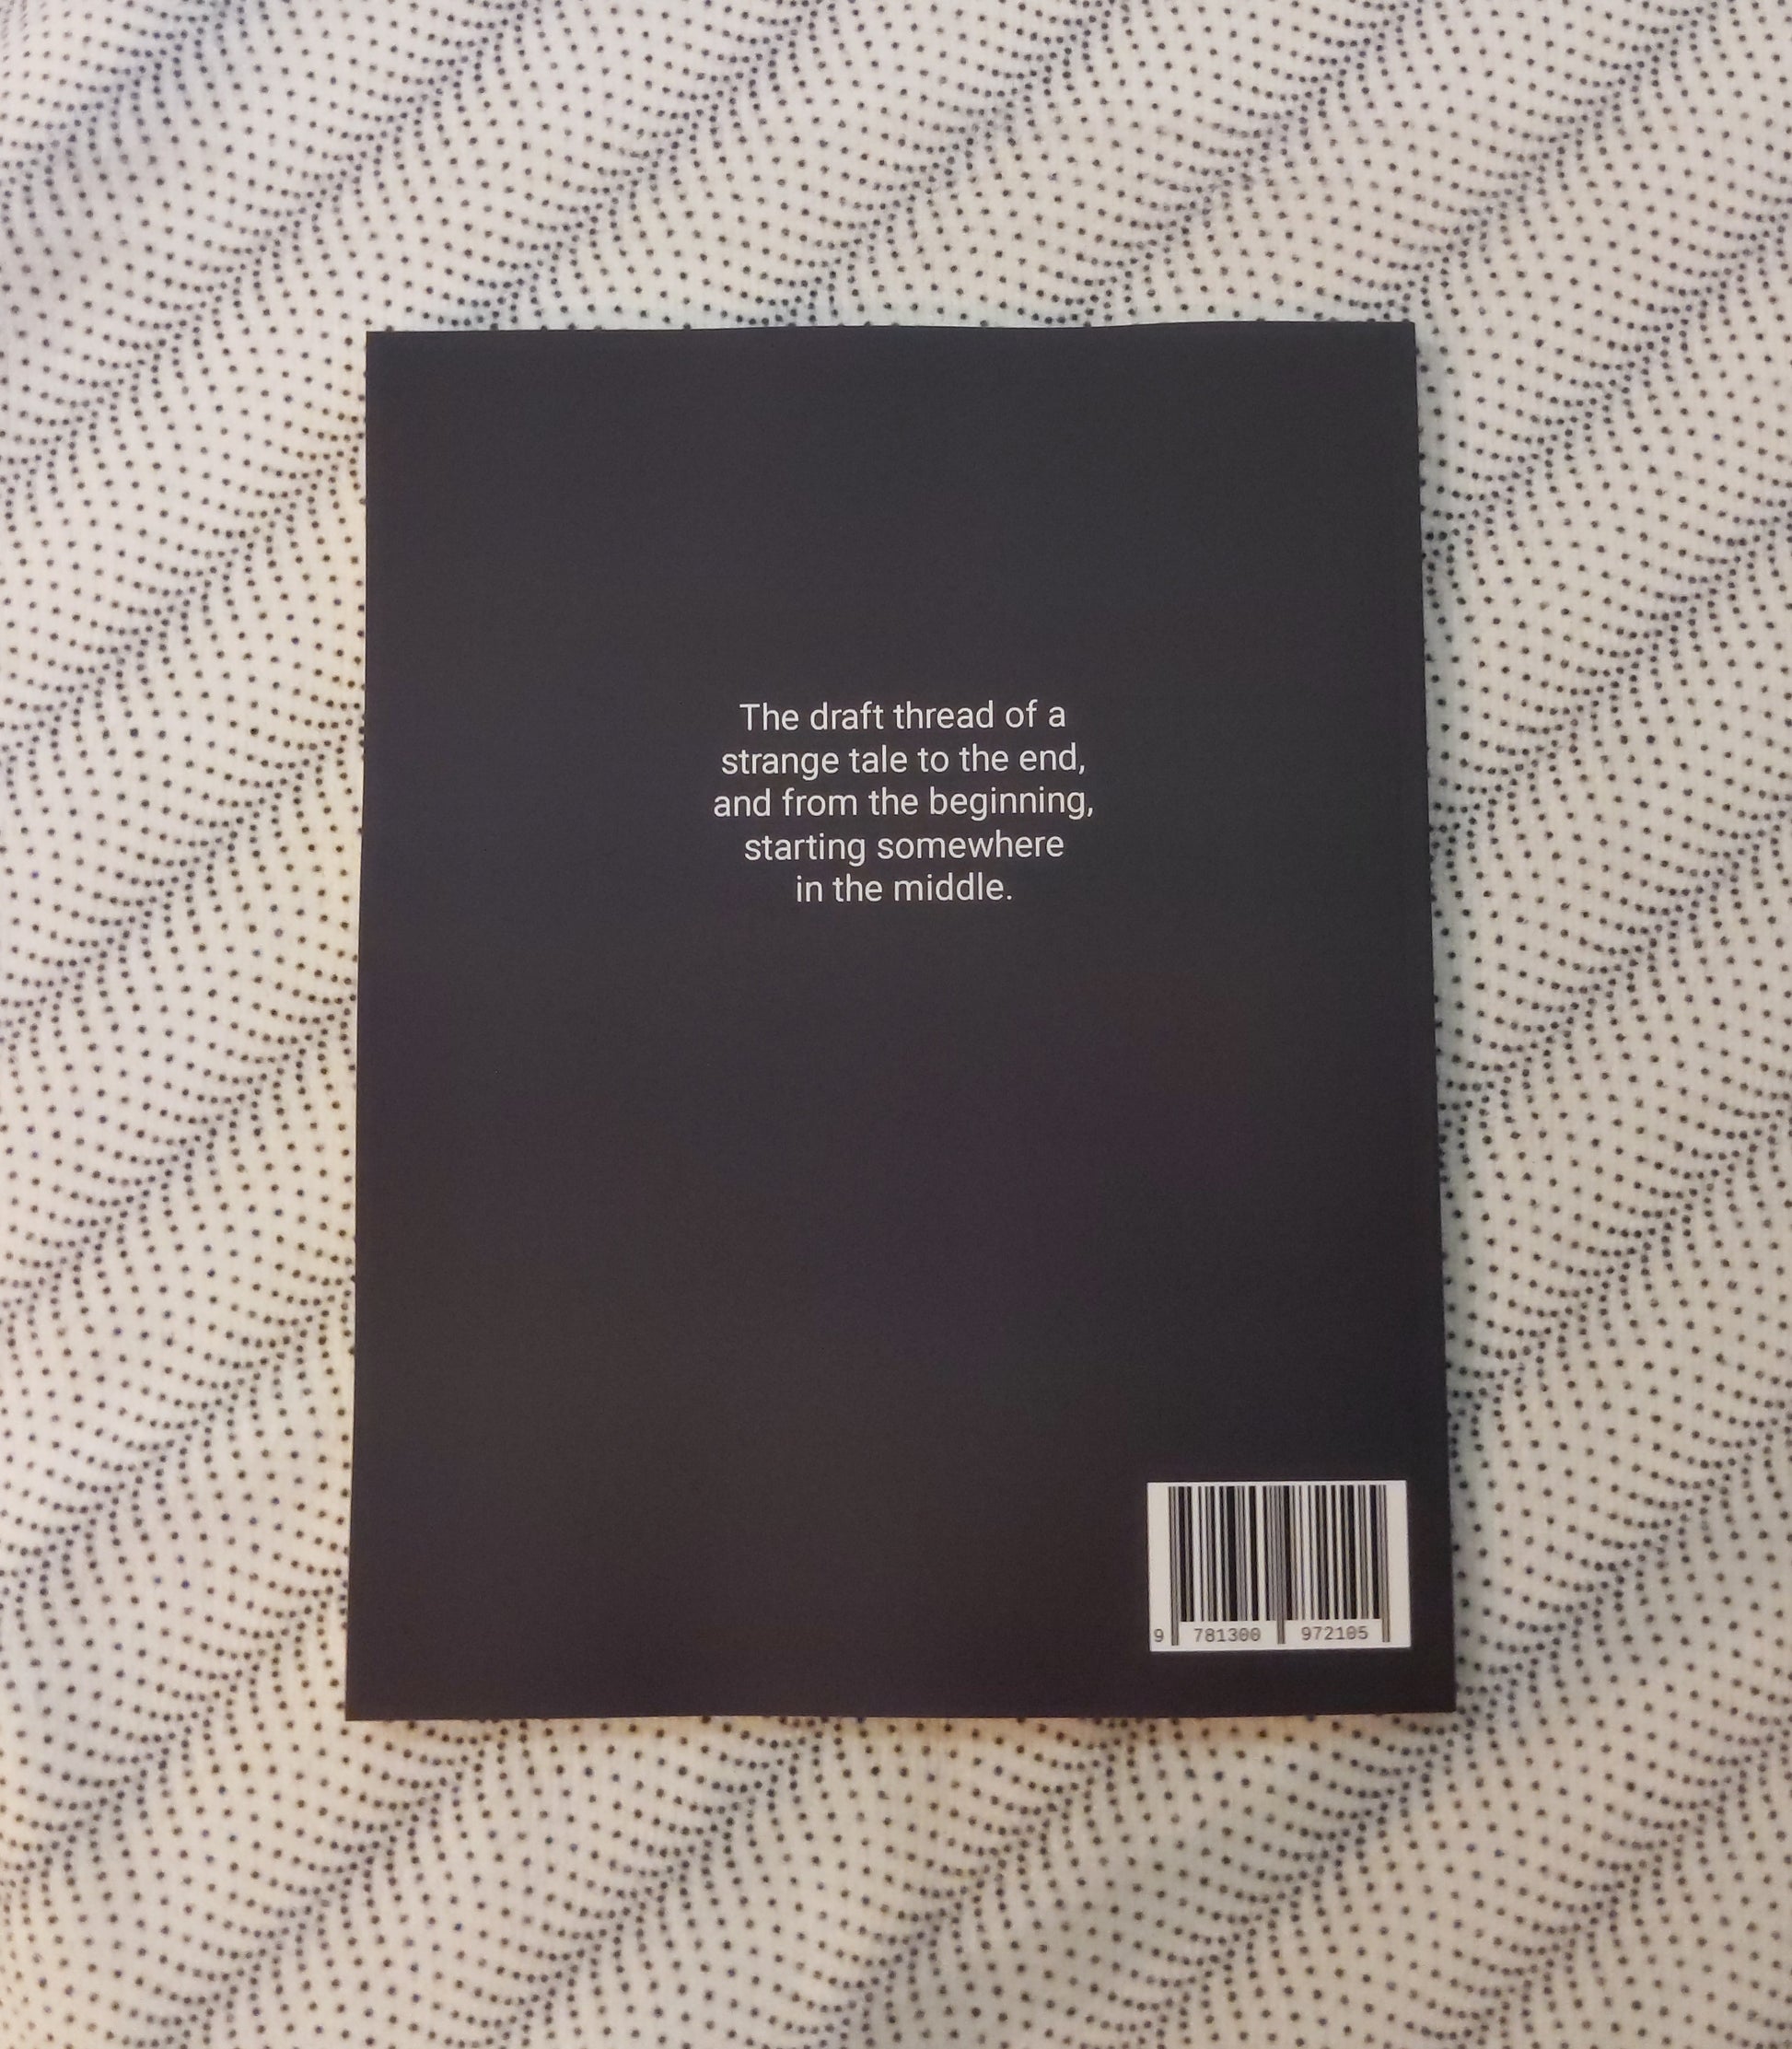 The draft thread of a
strange tale to the end,
and from the beginning,
starting somewhere
in the middle.
9 781300 972105